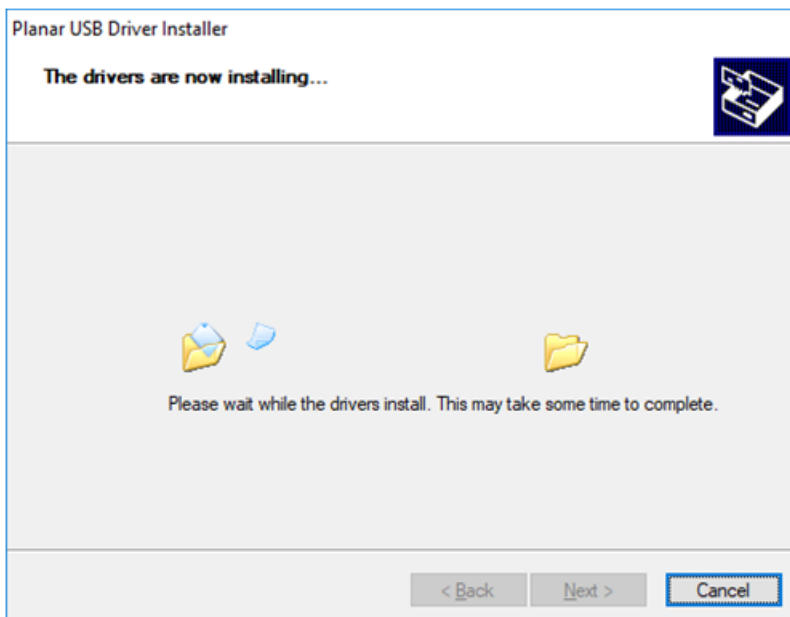 Planar USB Driver Installer
The drivers are now installing...
Please wait while the drivers install. This may take some time to complete.
< Back
Next >
Cancel